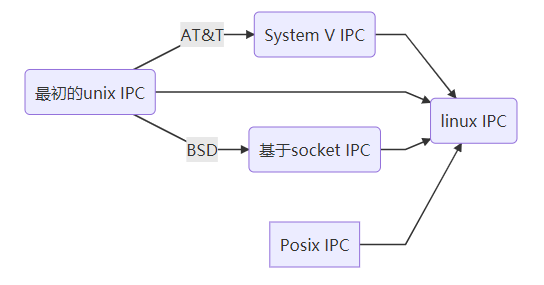 AT&T
System V IPC
最初的unix IPC
linux IPC
BSD
基于socket IPC
Posix IPC